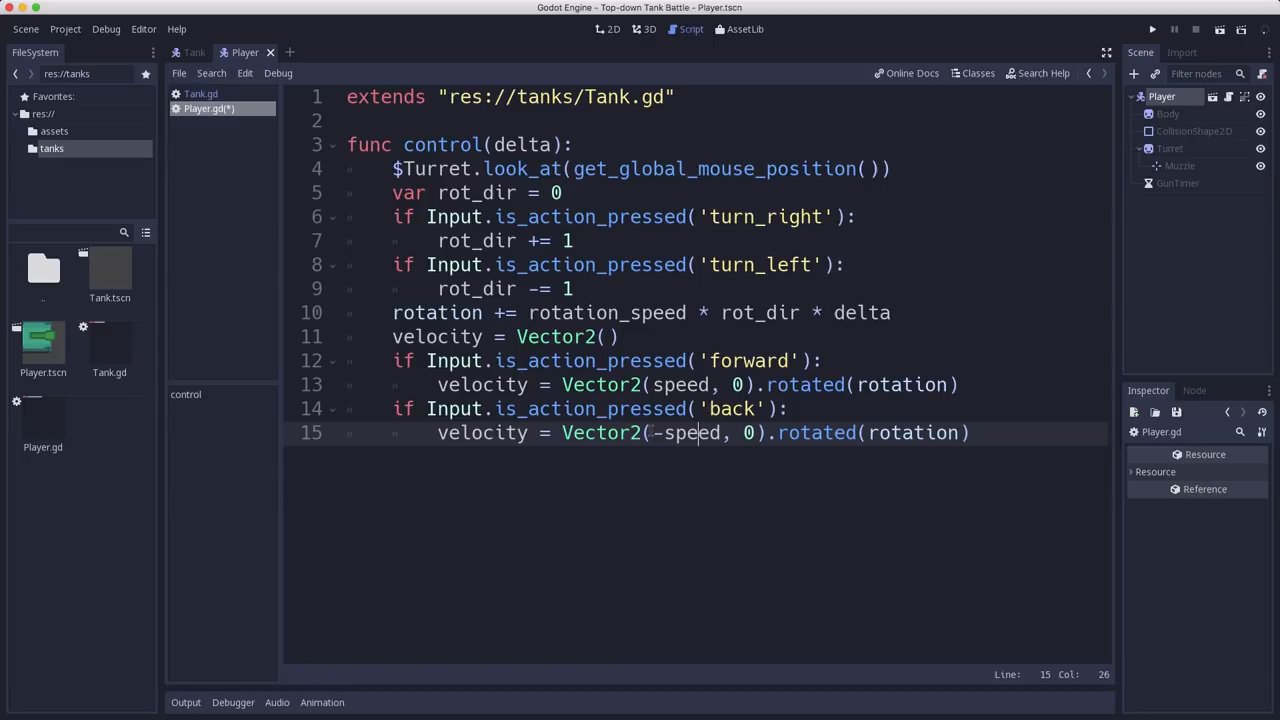 Godot Engine - Top-down Tank Battle - Player.tscn
Scene Project Debug Editor Help
2D 3D Script AssetLib
FileSystem
res://tanks
Favorites:
res://
assets
tanks
..
Tank.tscn
Player.tscn
Tank.gd
Player.gd
Tank Player
File Search Edit Debug
Online Docs Classes Search Help
Tank.gd
Player.gd(*)
control
1 extends "res://tanks/Tank.gd"
2
3 func control(delta):
4 $Turret.look_at(get_global_mouse_position())
5 var rot_dir = 0
6 if Input.is_action_pressed('turn_right'):
7 rot_dir += 1
8 if Input.is_action_pressed('turn_left'):
9 rot_dir -= 1
10 rotation += rotation_speed * rot_dir * delta
11 velocity = Vector2()
12 if Input.is_action_pressed('forward'):
13 velocity = Vector2(speed, 0).rotated(rotation)
14 if Input.is_action_pressed('back'):
15 velocity = Vector2(-speed, 0).rotated(rotation)
Line: 15 Col: 26
Output Debugger Audio Animation
Scene Import
Filter nodes
Player
Body
CollisionShape2D
Turret
Muzzle
GunTimer
Inspector Node
Player.gd
Resource
Resource
Reference